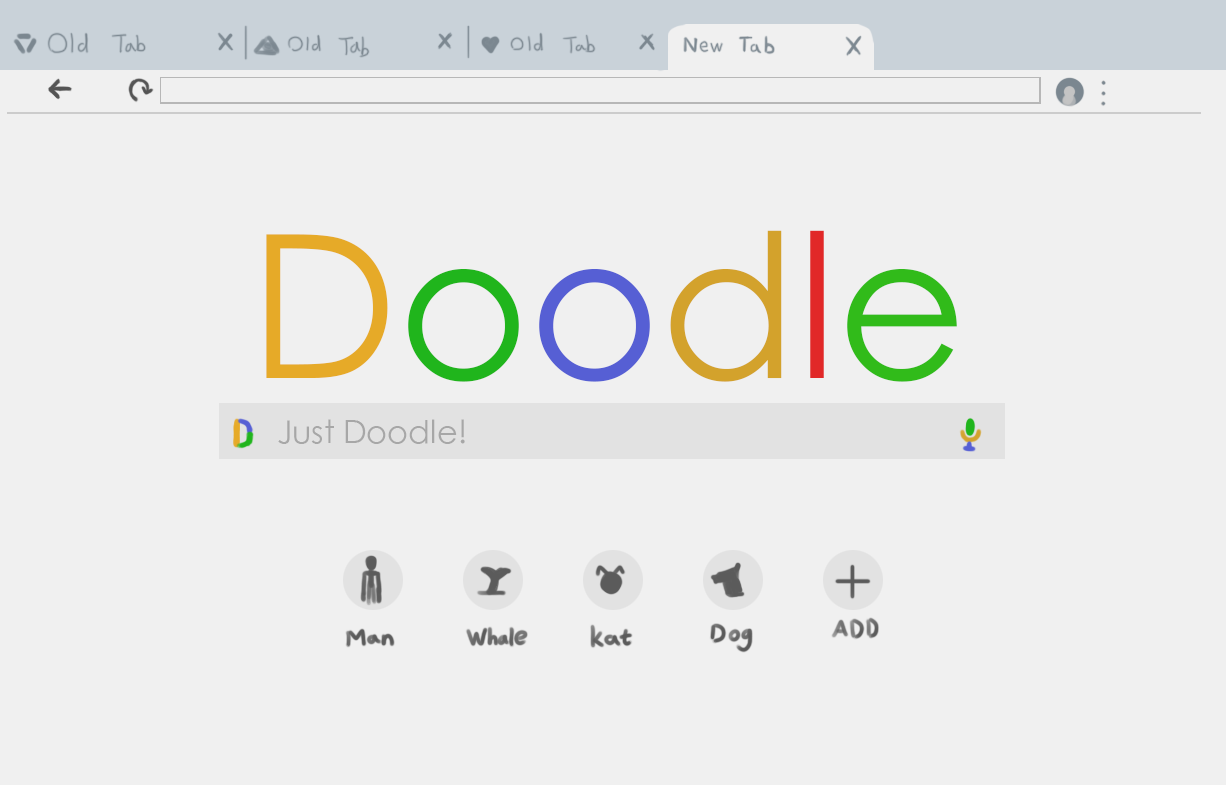 Old Tab X Old Tab X Old Tab X New Tab X
Doodle
D Just Doodle!
Man Whale kat Dog ADD